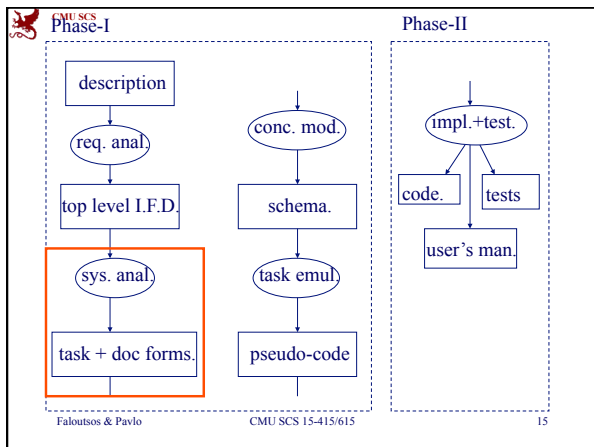 CMU SCS
Phase-I
description
req. anal.
top level I.F.D.
sys. anal.
task + doc forms.
conc. mod.
schema.
task emul.
pseudo-code
Phase-II
impl.+test.
code.
tests
user's man.
Faloutsos & Pavlo
CMU SCS 15-415/615
15